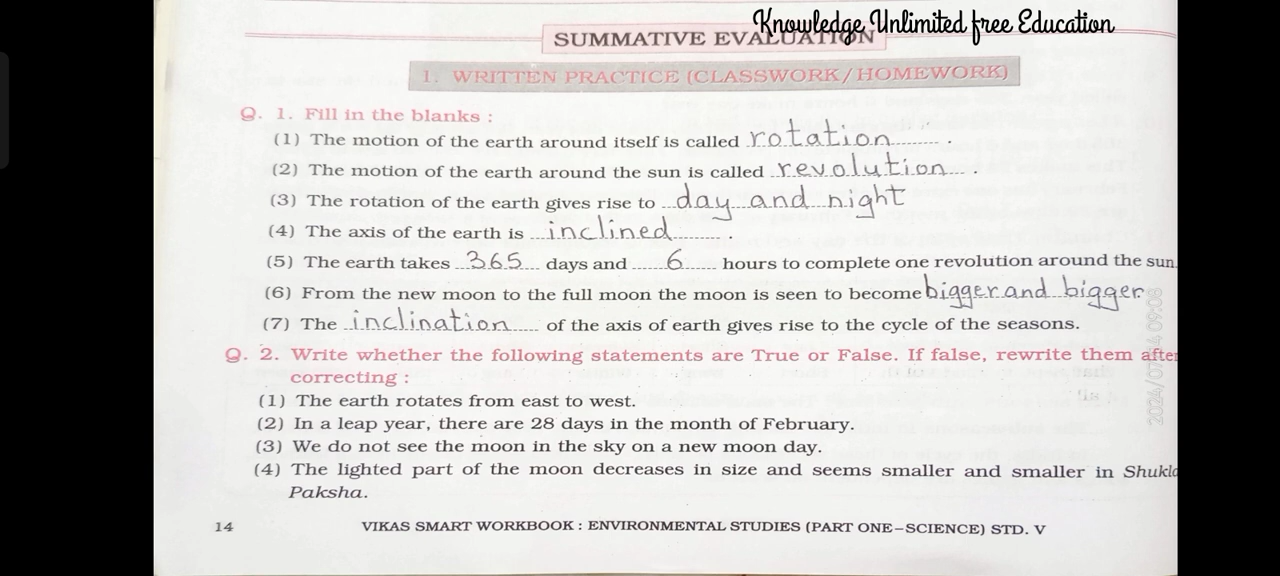 Knowledge Unlimited free Education
SUMMATIVE EVALUATION
1. WRITTEN PRACTICE (CLASSWORK/HOMEWORK)
Q. 1. Fill in the blanks :
(1) The motion of the earth around itself is called rotation.
(2) The motion of the earth around the sun is called revolution.
(3) The rotation of the earth gives rise to day and night
(4) The axis of the earth is inclined.
(5) The earth takes 365 days and 6 hours to complete one revolution around the sun
(6) From the new moon to the full moon the moon is seen to become bigger and bigger.
(7) The inclination of the axis of earth gives rise to the cycle of the seasons.
Q. 2. Write whether the following statements are True or False. If false, rewrite them after
correcting :
(1) The earth rotates from east to west.
(2) In a leap year, there are 28 days in the month of February.
(3) We do not see the moon in the sky on a new moon day.
(4) The lighted part of the moon decreases in size and seems smaller and smaller in Shukla
Paksha.
14 VIKAS SMART WORKBOOK : ENVIRONMENTAL STUDIES (PART ONE–SCIENCE) STD. V